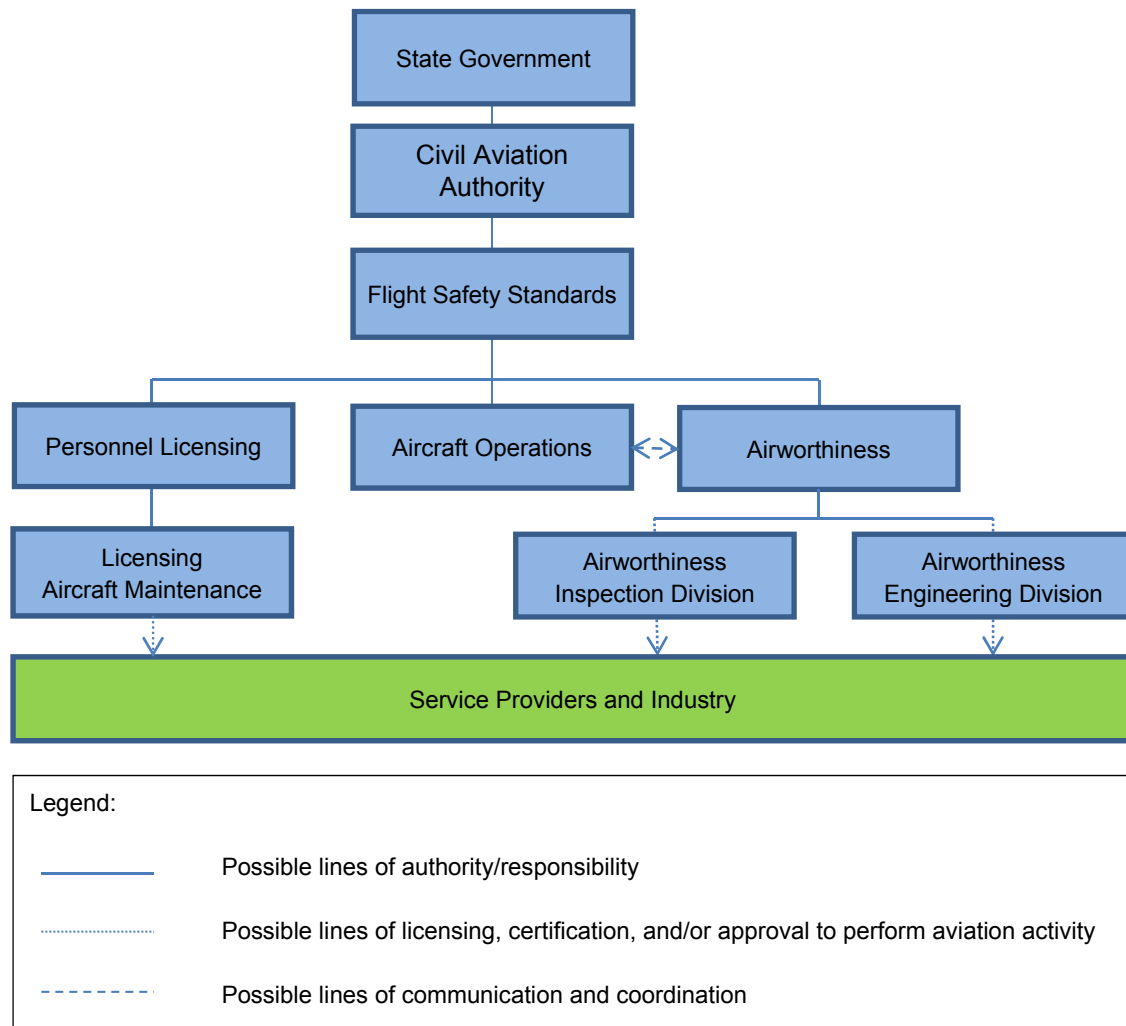 State Government
Civil Aviation
Authority
Flight Safety Standards
Personnel Licensing
Aircraft Operations
Airworthiness
Licensing
Aircraft Maintenance
Airworthiness
Inspection Division
Airworthiness
Engineering Division
Service Providers and Industry
Legend:
Possible lines of authority/responsibility
Possible lines of licensing, certification, and/or approval to perform aviation activity
Possible lines of communication and coordination